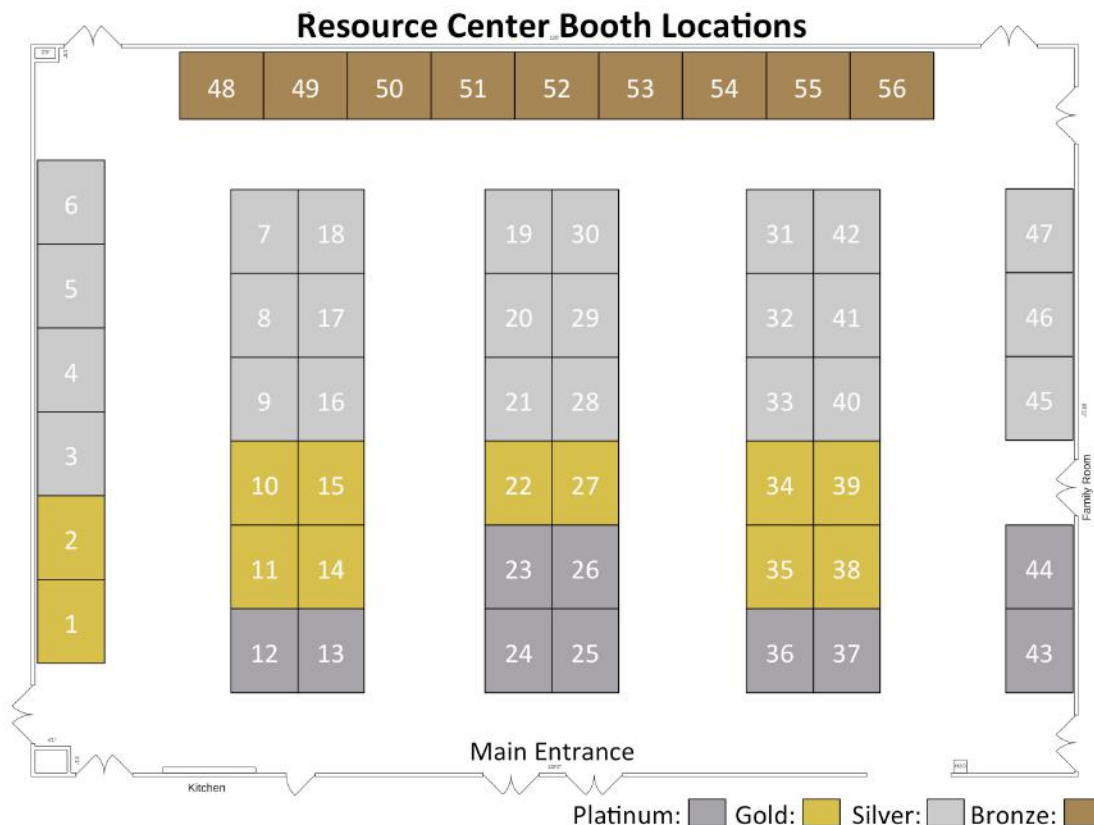 Resource Center Booth Locations
48 49 50 51 52 53 54 55 56
6
7 18 19 30 31 42 47
5
8 17 20 29 32 41 46
4
9 16 21 28 33 40 45
3
10 15 22 27 34 39
Family Room
2
11 14 23 26 35 38 44
1
12 13 24 25 36 37 43
Main Entrance
Kitchen
H2O
Platinum: Gold: Silver: Bronze: